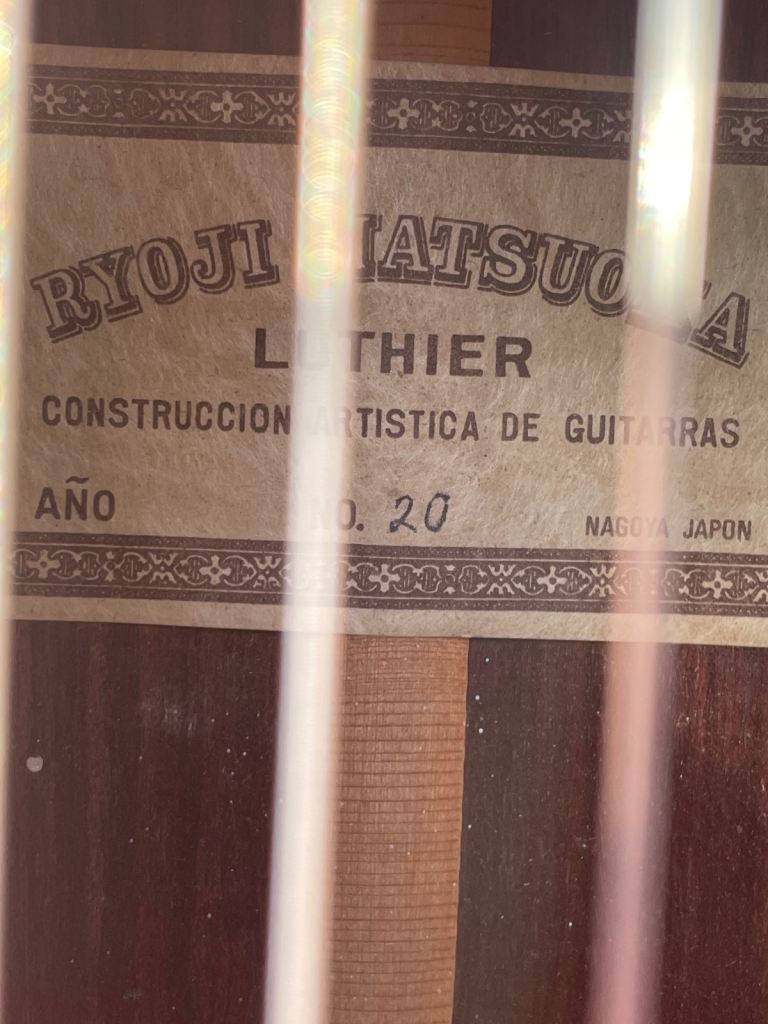 RYOJI MATSUOKA
LUTHIER
CONSTRUCCION ARTISTICA DE GUITARRAS
AÑO NO. 20 NAGOYA JAPON